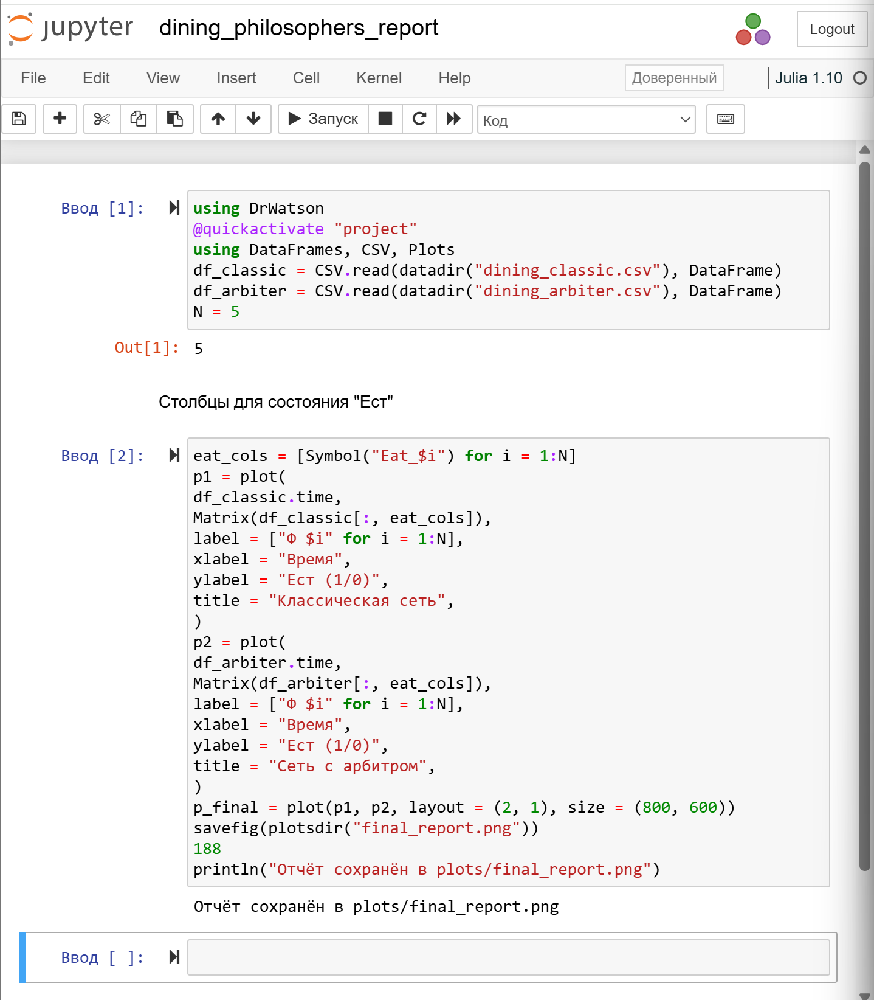 jupyter dining_philosophers_report Logout
File Edit View Insert Cell Kernel Help Доверенный Julia 1.10
Запуск Код
Ввод [1]:
using DrWatson
@quickactivate "project"
using DataFrames, CSV, Plots
df_classic = CSV.read(datadir("dining_classic.csv"), DataFrame)
df_arbiter = CSV.read(datadir("dining_arbiter.csv"), DataFrame)
N = 5
Out[1]: 5
Столбцы для состояния "Ест"
Ввод [2]:
eat_cols = [Symbol("Eat_$i") for i = 1:N]
p1 = plot(
df_classic.time,
Matrix(df_classic[:, eat_cols]),
label = ["Ф $i" for i = 1:N],
xlabel = "Время",
ylabel = "Ест (1/0)",
title = "Классическая сеть",
)
p2 = plot(
df_arbiter.time,
Matrix(df_arbiter[:, eat_cols]),
label = ["Ф $i" for i = 1:N],
xlabel = "Время",
ylabel = "Ест (1/0)",
title = "Сеть с арбитром",
)
p_final = plot(p1, p2, layout = (2, 1), size = (800, 600))
savefig(plotsdir("final_report.png"))
188
println("Отчёт сохранён в plots/final_report.png")
Отчёт сохранён в plots/final_report.png
Ввод [ ]: